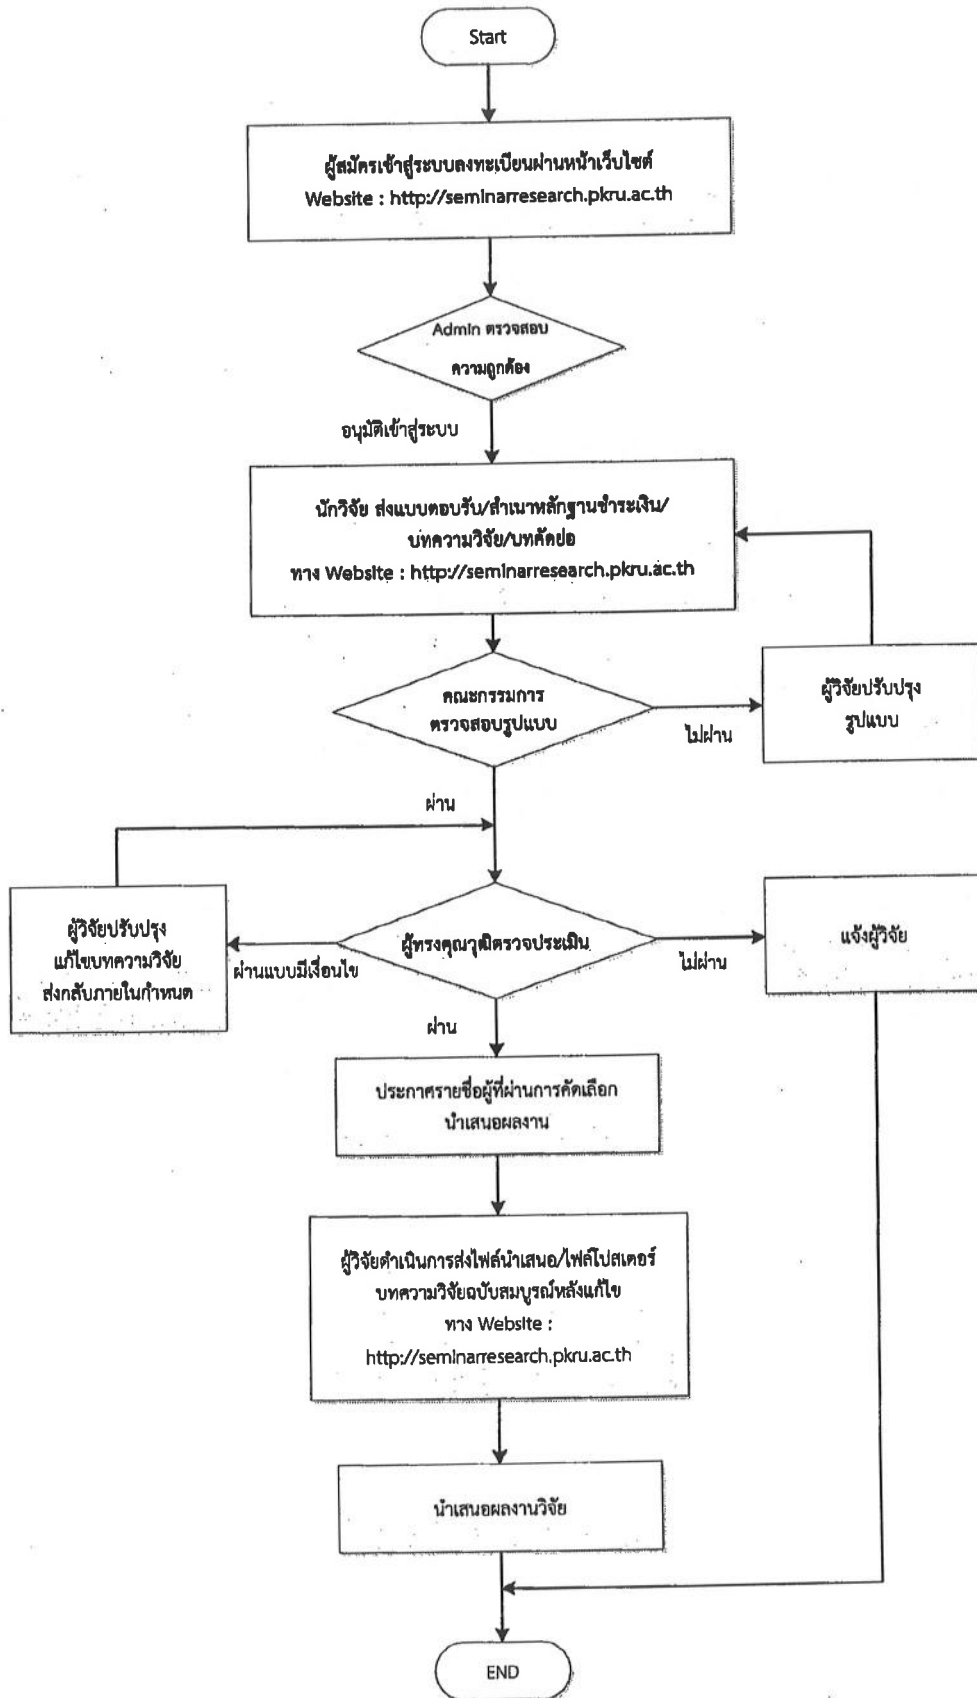 Start
ผู้สมัครเข้าสู่ระบบลงทะเบียนผ่านหน้าเว็บไซต์
Website : http://seminarresearch.pkru.ac.th
Admin ตรวจสอบ
ความถูกต้อง
อนุมัติเข้าสู่ระบบ
นักวิจัย ส่งแบบตอบรับ/สำเนาหลักฐานชำระเงิน/
บทความวิจัย/บทคัดย่อ
ทาง Website : http://seminarresearch.pkru.ac.th
คณะกรรมการ
ตรวจสอบรูปแบบ
ไม่ผ่าน
ผู้วิจัยปรับปรุง
รูปแบบ
ผ่าน
ผู้วิจัยปรับปรุง
แก้ไขบทความวิจัย
ส่งกลับภายในกำหนด
ผ่านแบบมีเงื่อนไข
ผู้ทรงคุณวุฒิตรวจประเมิน
ไม่ผ่าน
แจ้งผู้วิจัย
ผ่าน
ประกาศรายชื่อผู้ที่ผ่านการคัดเลือก
นำเสนอผลงาน
ผู้วิจัยดำเนินการส่งไฟล์นำเสนอ/ไฟล์โปสเตอร์
บทความวิจัยฉบับสมบูรณ์หลังแก้ไข
ทาง Website :
http://seminarresearch.pkru.ac.th
นำเสนอผลงานวิจัย
END